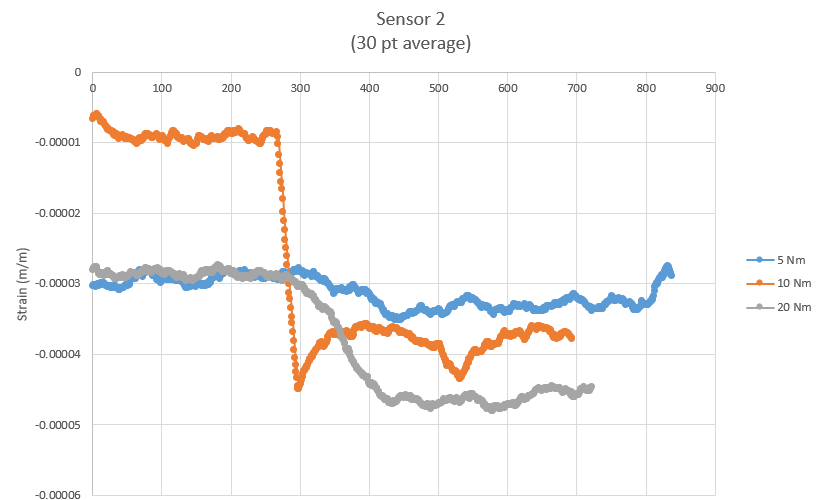 Sensor 2
(30 pt average)
0
0 100 200 300 400 500 600 700 800 900
-0.00001
-0.00002
-0.00003
-0.00004
-0.00005
-0.00006
Strain (m/m)
5 Nm
10 Nm
20 Nm